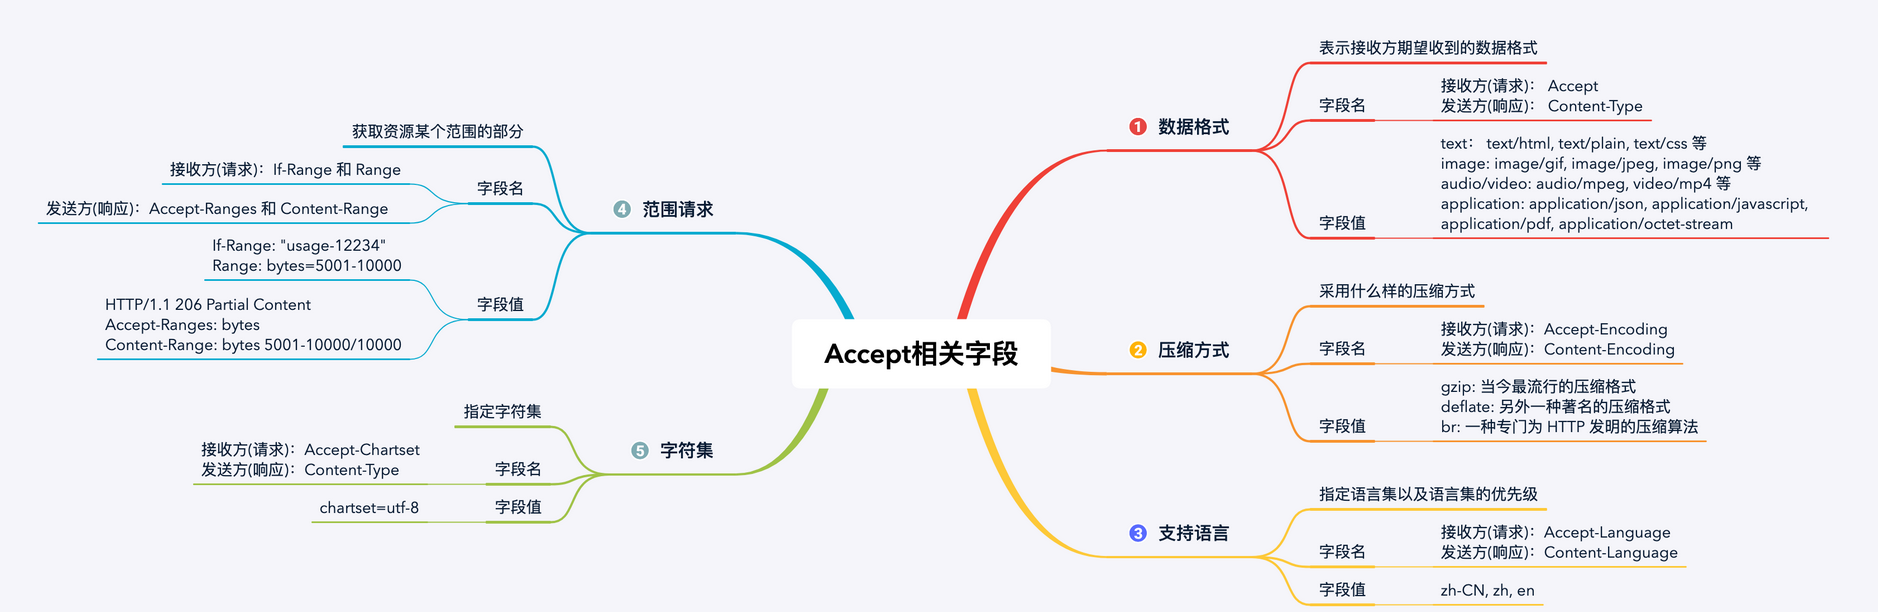 Accept相关字段
1 数据格式
表示接收方期望收到的数据格式
字段名
接收方(请求)： Accept
发送方(响应)： Content-Type
字段值
text： text/html, text/plain, text/css 等
image: image/gif, image/jpeg, image/png 等
audio/video: audio/mpeg, video/mp4 等
application: application/json, application/javascript,
application/pdf, application/octet-stream
2 压缩方式
采用什么样的压缩方式
字段名
接收方(请求)：Accept-Encoding
发送方(响应)：Content-Encoding
字段值
gzip: 当今最流行的压缩格式
deflate: 另外一种著名的压缩格式
br: 一种专门为 HTTP 发明的压缩算法
3 支持语言
指定语言集以及语言集的优先级
字段名
接收方(请求)：Accept-Language
发送方(响应)：Content-Language
字段值
zh-CN, zh, en
4 范围请求
获取资源某个范围的部分
字段名
接收方(请求)：If-Range 和 Range
发送方(响应)：Accept-Ranges 和 Content-Range
字段值
If-Range: "usage-12234"
Range: bytes=5001-10000
HTTP/1.1 206 Partial Content
Accept-Ranges: bytes
Content-Range: bytes 5001-10000/10000
5 字符集
指定字符集
字段名
接收方(请求)：Accept-Chartset
发送方(响应)：Content-Type
字段值
chartset=utf-8